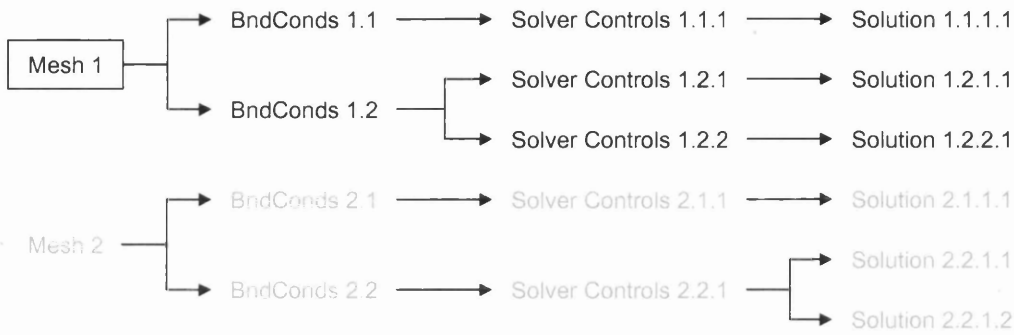 BndConds 1.1 Solver Controls 1.1.1 Solution 1.1.1.1
Mesh 1
Solver Controls 1.2.1 Solution 1.2.1.1
BndConds 1.2
Solver Controls 1.2.2 Solution 1.2.2.1
BndConds 2.1 Solver Controls 2.1.1 Solution 2.1.1.1
Mesh 2
Solution 2.2.1.1
BndConds 2.2 Solver Controls 2.2.1
Solution 2.2.1.2